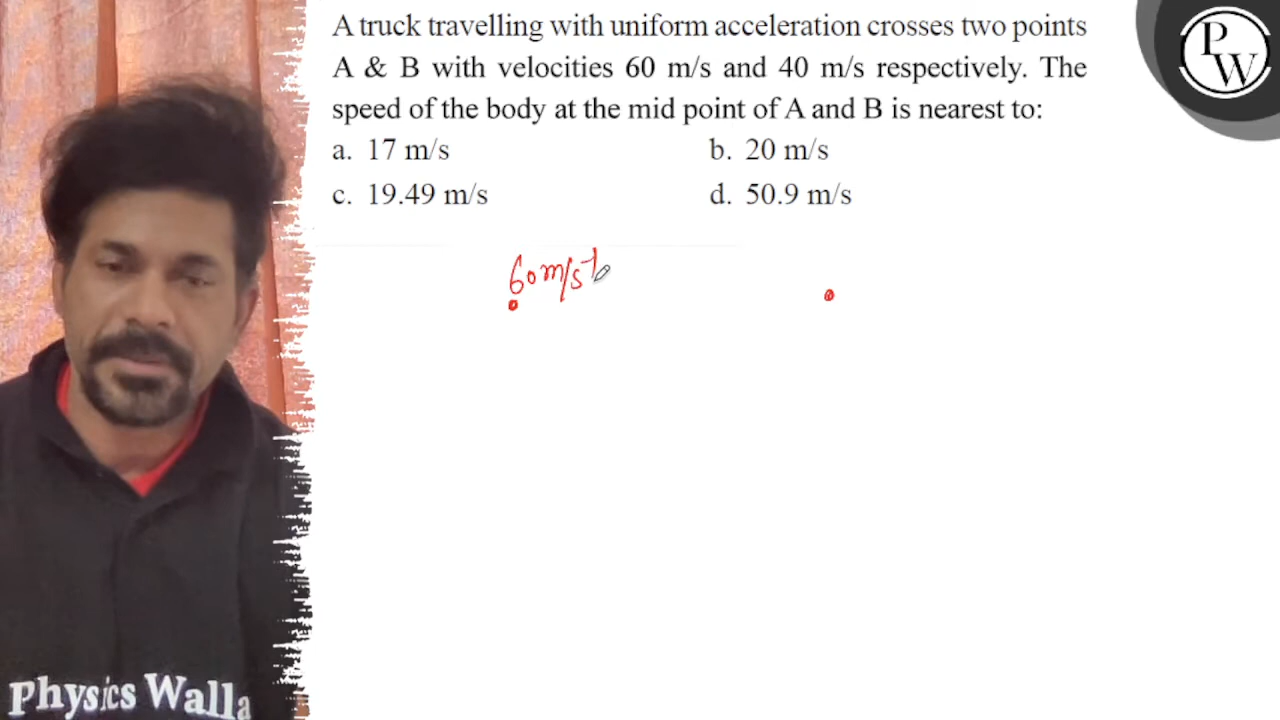 A truck travelling with uniform acceleration crosses two points
A & B with velocities 60 m/s and 40 m/s respectively. The
speed of the body at the mid point of A and B is nearest to:
a. 17 m/s b. 20 m/s
c. 19.49 m/s d. 50.9 m/s
60 m/s
P
W
Physics Walla